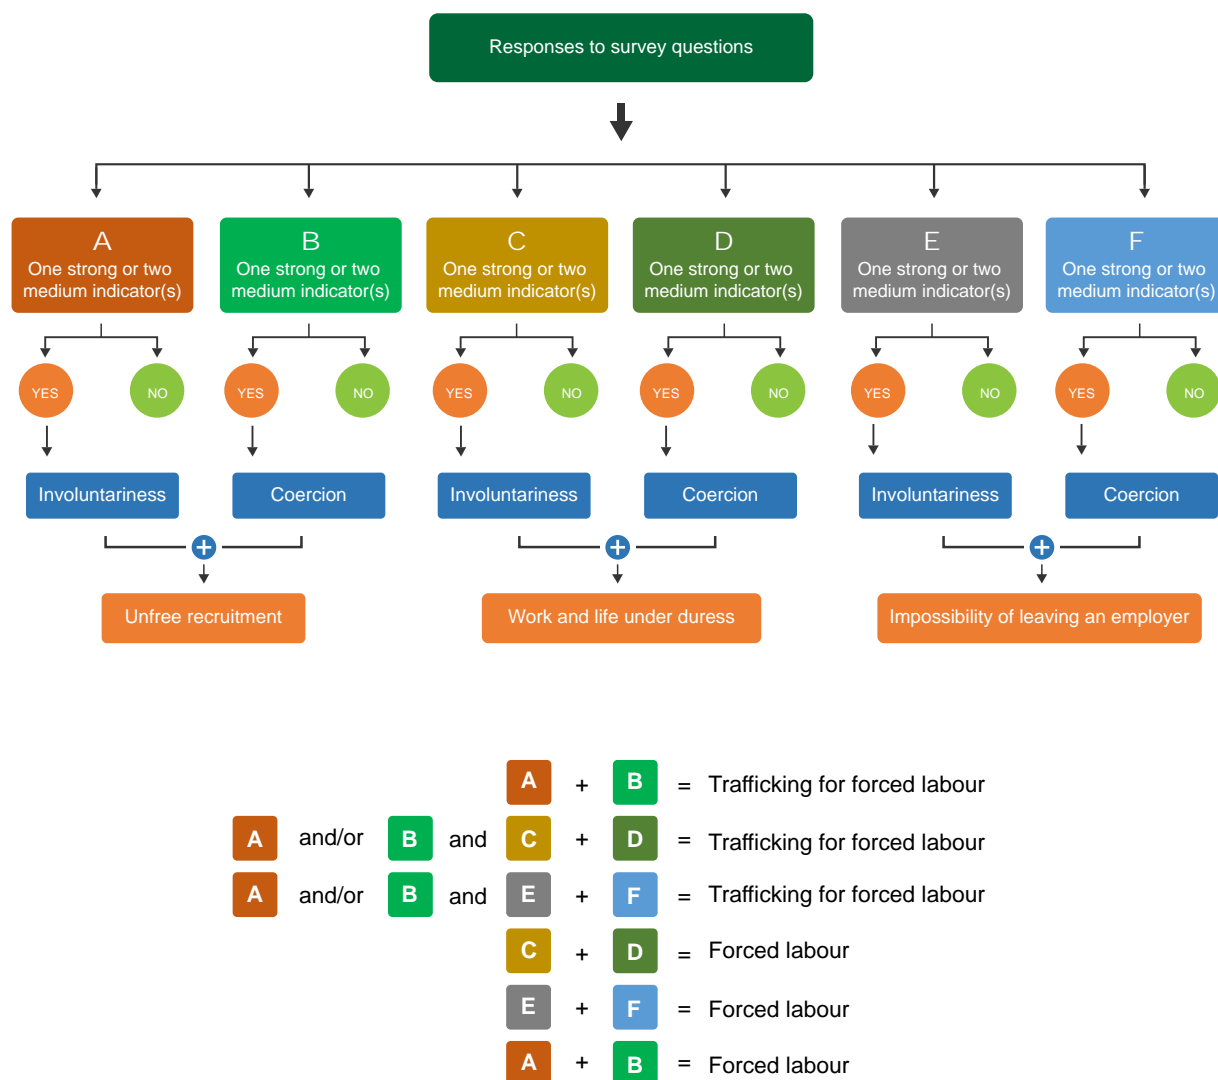 Responses to survey questions
A
One strong or two
medium indicator(s)
B
One strong or two
medium indicator(s)
C
One strong or two
medium indicator(s)
D
One strong or two
medium indicator(s)
E
One strong or two
medium indicator(s)
F
One strong or two
medium indicator(s)
YES NO YES NO YES NO YES NO YES NO YES NO
Involuntariness Coercion Involuntariness Coercion Involuntariness Coercion
+ + +
Unfree recruitment Work and life under duress Impossibility of leaving an employer
A + B = Trafficking for forced labour
A and/or B and C + D = Trafficking for forced labour
A and/or B and E + F = Trafficking for forced labour
C + D = Forced labour
E + F = Forced labour
A + B = Forced labour